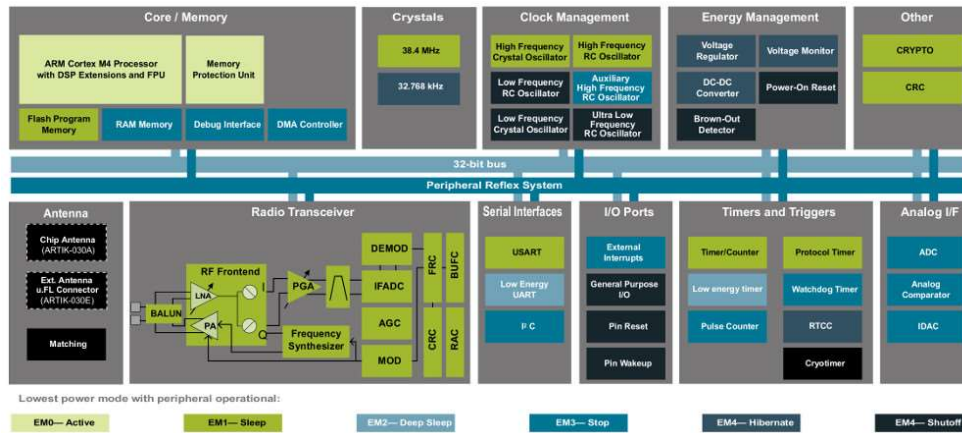 Core / Memory
ARM Cortex M4 Processor
with DSP Extensions and FPU
Memory
Protection Unit
Flash Program
Memory
RAM Memory
Debug Interface
DMA Controller
Crystals
38.4 MHz
32.768 kHz
Clock Management
High Frequency
Crystal Oscillator
High Frequency
RC Oscillator
Low Frequency
RC Oscillator
Auxiliary
High Frequency
RC Oscillator
Low Frequency
Crystal Oscillator
Ultra Low
Frequency
RC Oscillator
Energy Management
Voltage
Regulator
Voltage Monitor
DC-DC
Converter
Power-On Reset
Brown-Out
Detector
Other
CRYPTO
CRC
32-bit bus
Peripheral Reflex System
Antenna
Chip Antenna
(ARTIK-030A)
Ext. Antenna
u.FL Connector
(ARTIK-030E)
Matching
Radio Transceiver
RF Frontend
LNA
I
BALUN
PA
Q
PGA
Frequency
Synthesizer
DEMOD
IFADC
AGC
MOD
FRC
BUFC
CRC
RAC
Serial Interfaces
USART
Low Energy
UART
I² C
I/O Ports
External
Interrupts
General Purpose
I/O
Pin Reset
Pin Wakeup
Timers and Triggers
Timer/Counter
Protocol Timer
Low energy timer
Watchdog Timer
Pulse Counter
RTCC
Cryotimer
Analog I/F
ADC
Analog
Comparator
IDAC
Lowest power mode with peripheral operational:
EM0— Active
EM1— Sleep
EM2— Deep Sleep
EM3— Stop
EM4— Hibernate
EM4— Shutoff